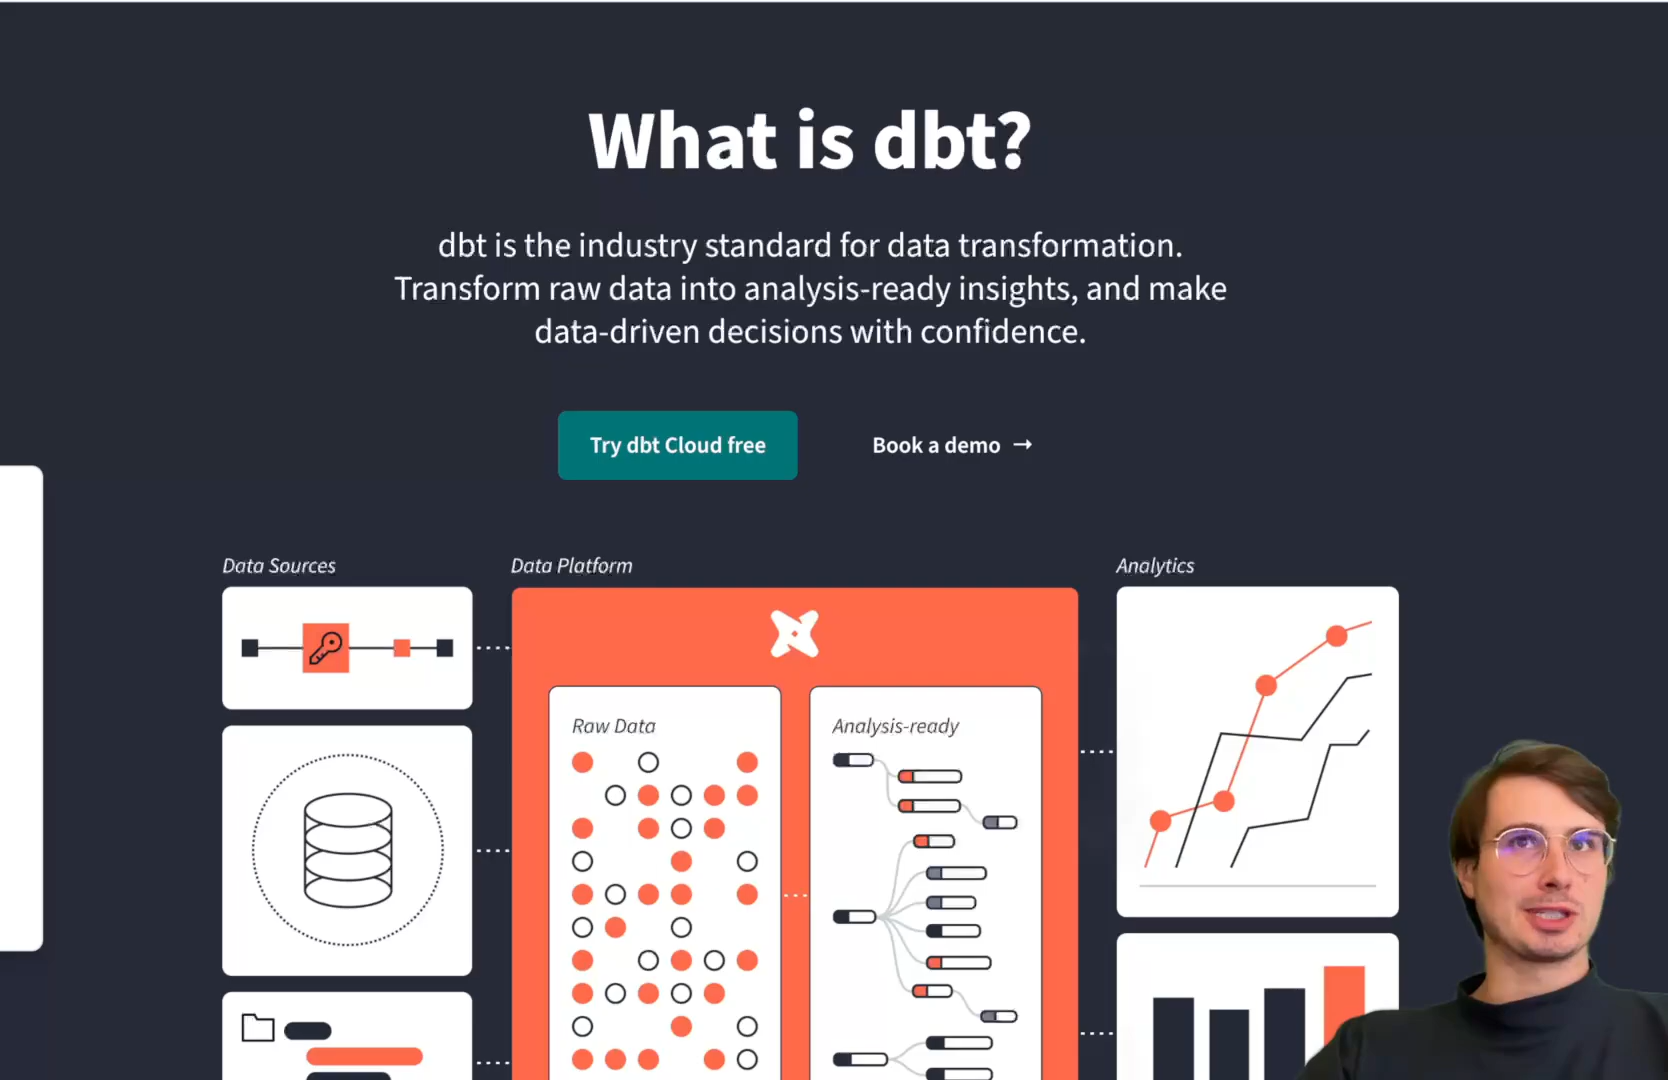 What is dbt?
dbt is the industry standard for data transformation.
Transform raw data into analysis-ready insights, and make
data-driven decisions with confidence.
Try dbt Cloud free
Book a demo →
Data Sources
Data Platform
Analytics
Raw Data
Analysis-ready